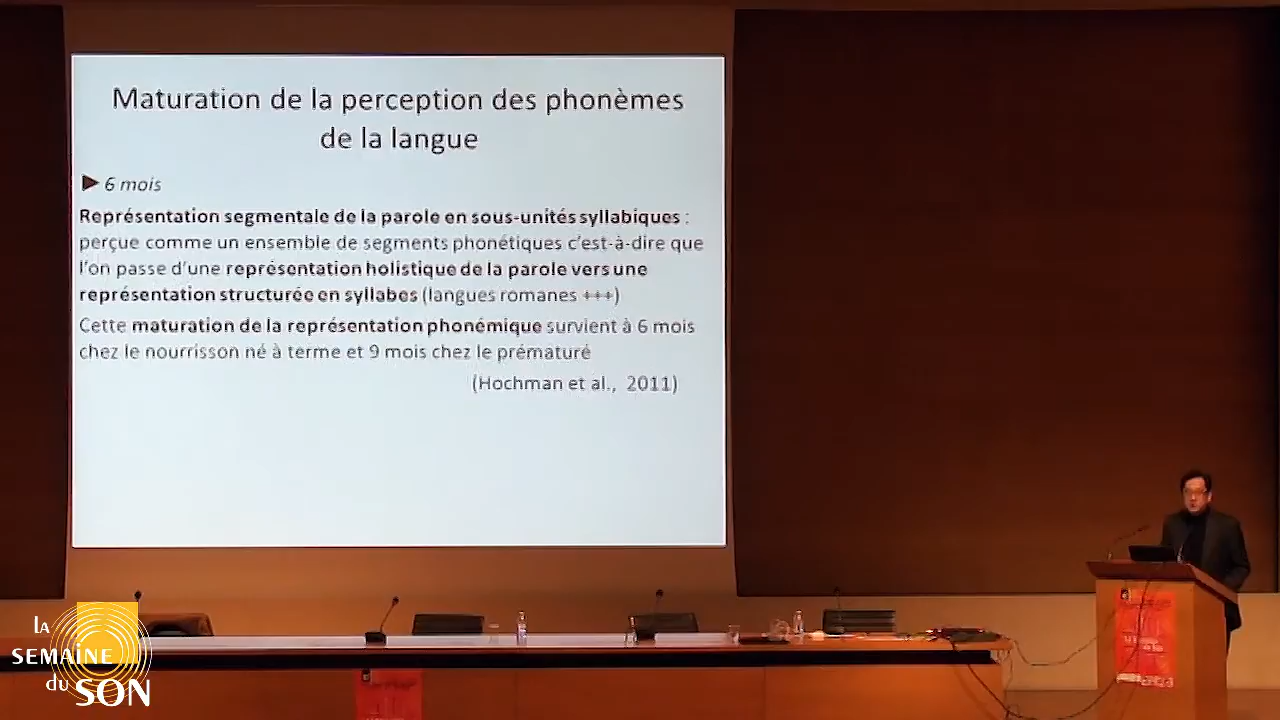 Maturation de la perception des phonèmes
de la langue
6 mois
Représentation segmentale de la parole en sous-unités syllabiques :
perçue comme un ensemble de segments phonétiques c'est-à-dire que
l'on passe d'une représentation holistique de la parole vers une
représentation structurée en syllabes (langues romanes +++)
Cette maturation de la représentation phonémique survient à 6 mois
chez le nourrisson né à terme et 9 mois chez le prématuré
(Hochman et al., 2011)
LA
SEMAINE
du SON